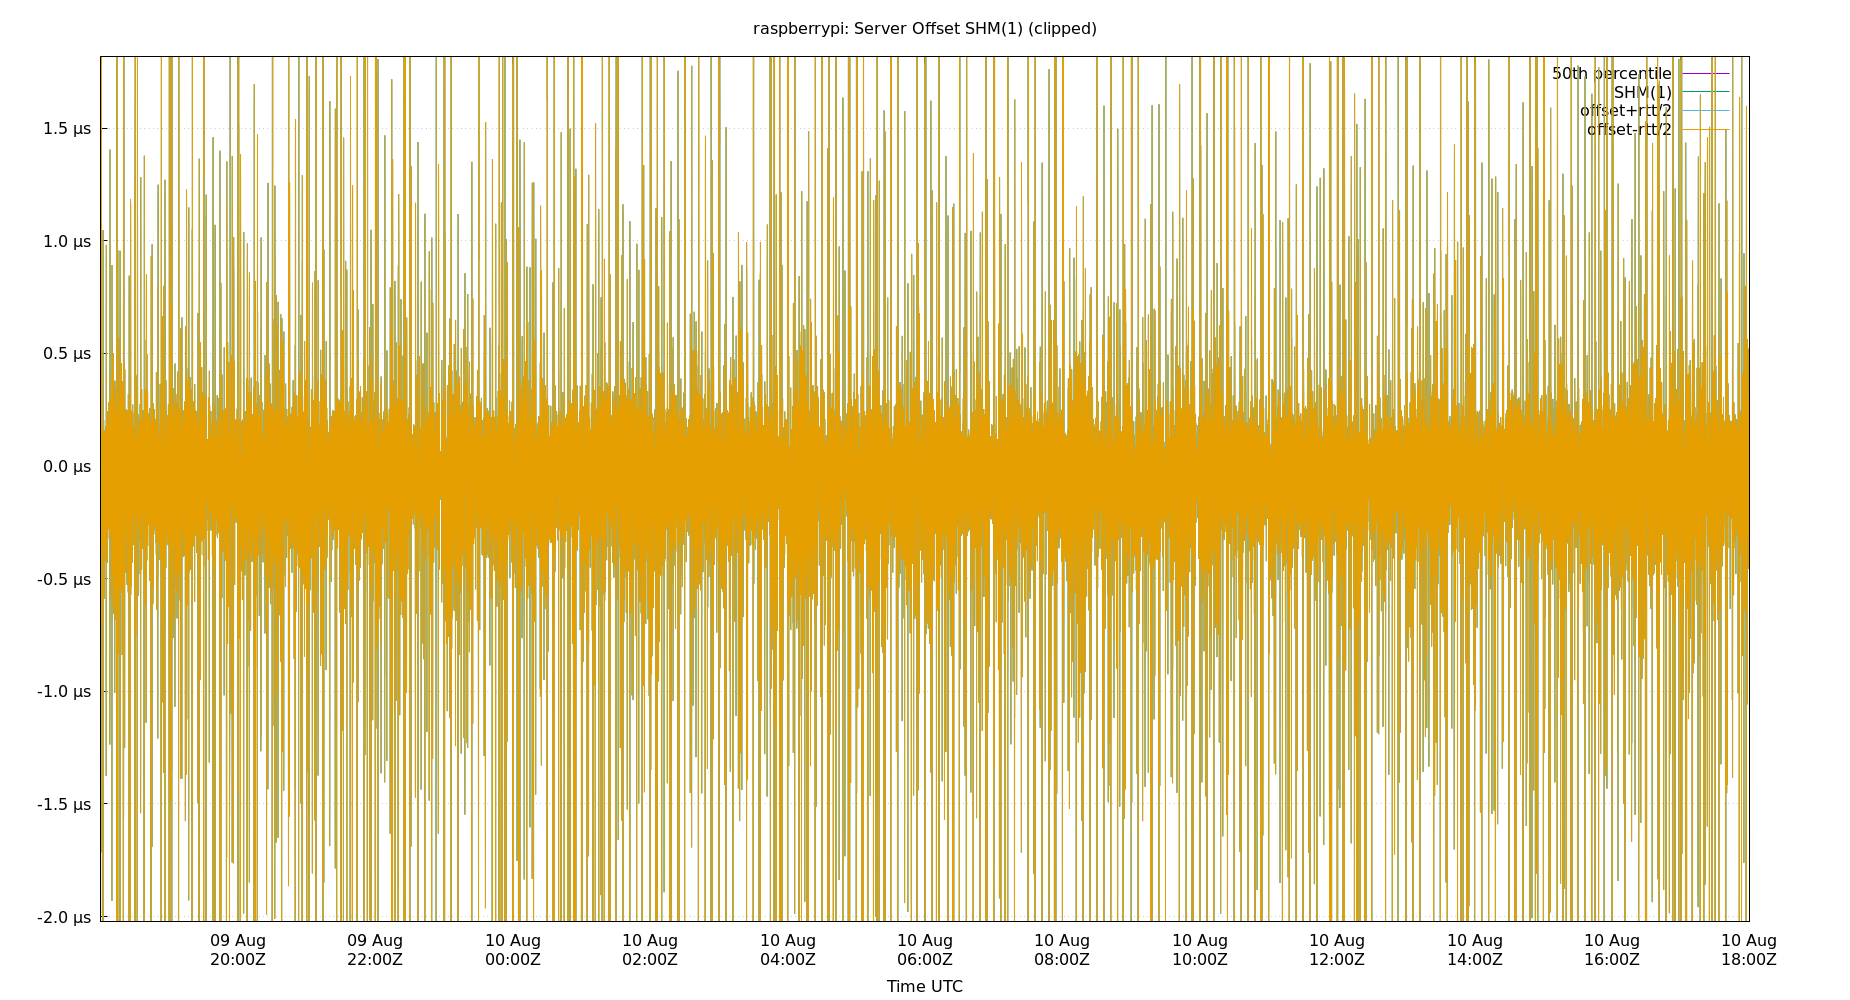 raspberrypi: Server Offset SHM(1) (clipped)
50th percentile
SHM(1)
offset+rtt/2
offset-rtt/2
1.5 µs
1.0 µs
0.5 µs
0.0 µs
-0.5 µs
-1.0 µs
-1.5 µs
-2.0 µs
09 Aug 09 Aug 10 Aug 10 Aug 10 Aug 10 Aug 10 Aug 10 Aug 10 Aug 10 Aug 10 Aug 10 Aug
20:00Z 22:00Z 00:00Z 02:00Z 04:00Z 06:00Z 08:00Z 10:00Z 12:00Z 14:00Z 16:00Z 18:00Z
Time UTC